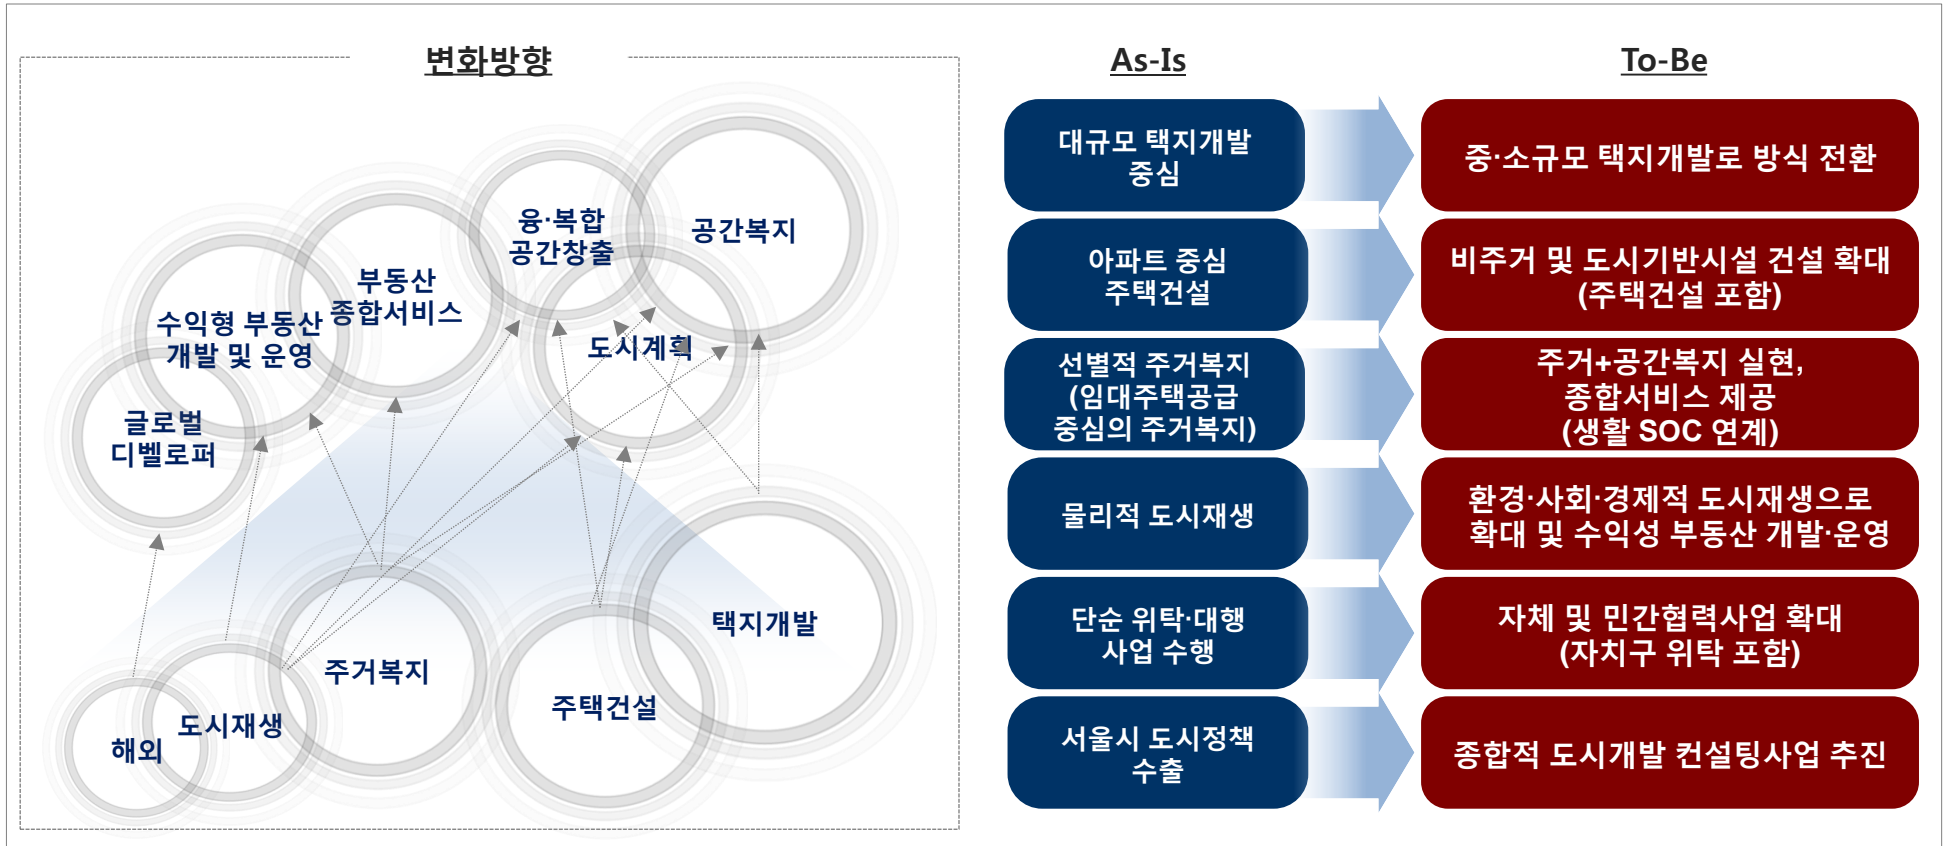 변화방향
융·복합
공간창출
공간복지
부동산
종합서비스
수익형 부동산
개발 및 운영
도시계획
글로벌
디벨로퍼
택지개발
주거복지
주택건설
도시재생
해외
As-Is
To-Be
대규모 택지개발
중심
중·소규모 택지개발로 방식 전환
아파트 중심
주택건설
비주거 및 도시기반시설 건설 확대
(주택건설 포함)
선별적 주거복지
(임대주택공급
중심의 주거복지)
주거+공간복지 실현,
종합서비스 제공
(생활 SOC 연계)
물리적 도시재생
환경·사회·경제적 도시재생으로
확대 및 수익성 부동산 개발·운영
단순 위탁·대행
사업 수행
자체 및 민간협력사업 확대
(자치구 위탁 포함)
서울시 도시정책
수출
종합적 도시개발 컨설팅사업 추진